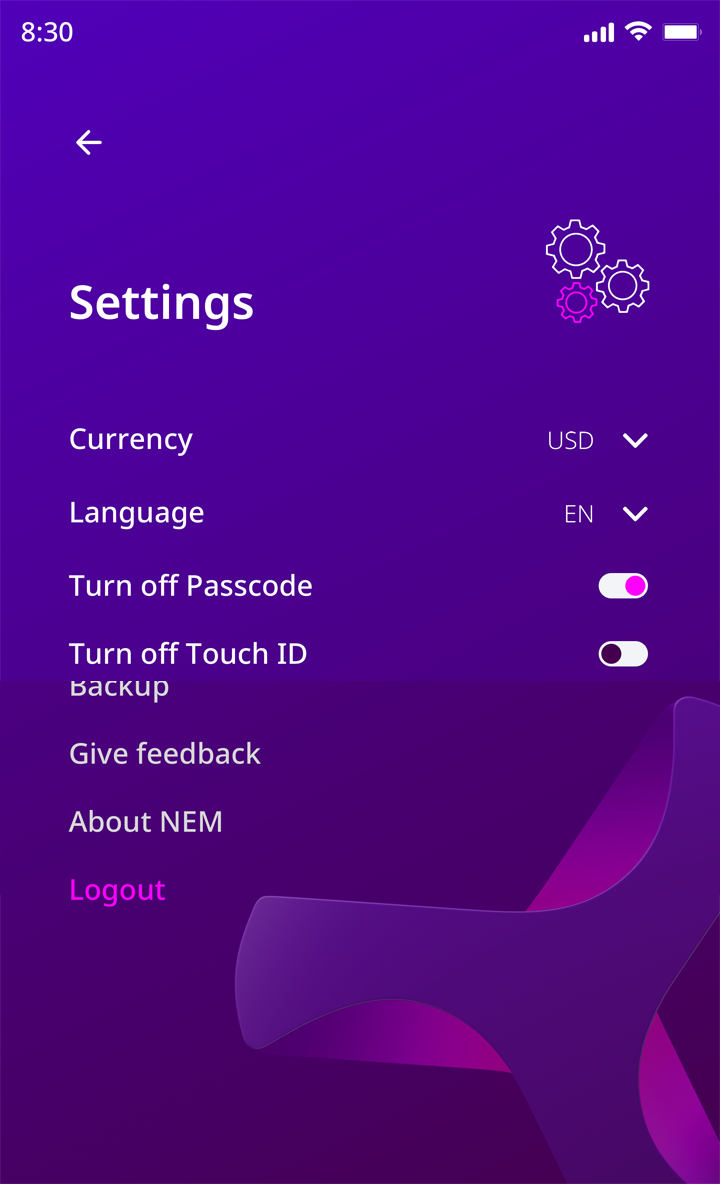 8:30
Settings
Currency USD
Language EN
Turn off Passcode
Turn off Touch ID
Backup
Give feedback
About NEM
Logout